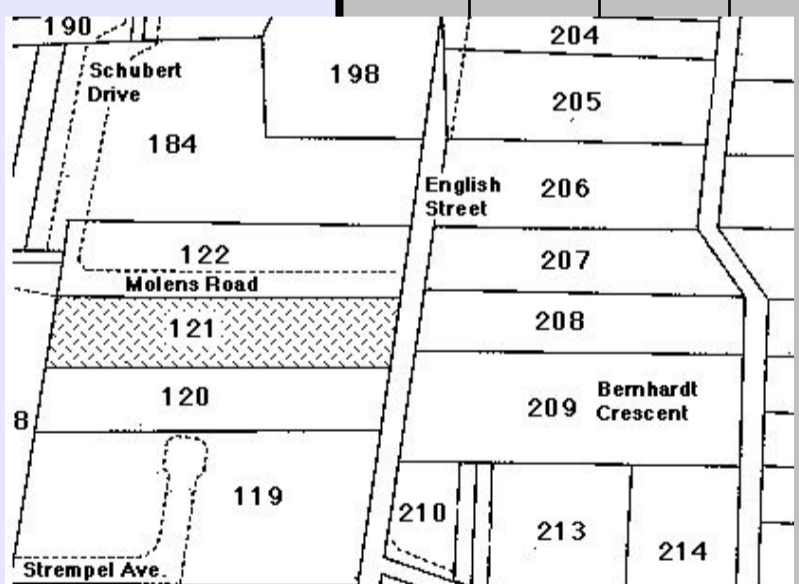 190
204
Schubert
Drive
198
205
184
English
Street
206
122
207
Molens Road
121
208
120
209
Bernhardt
Crescent
8
119
210
213
214
Strempel Ave.